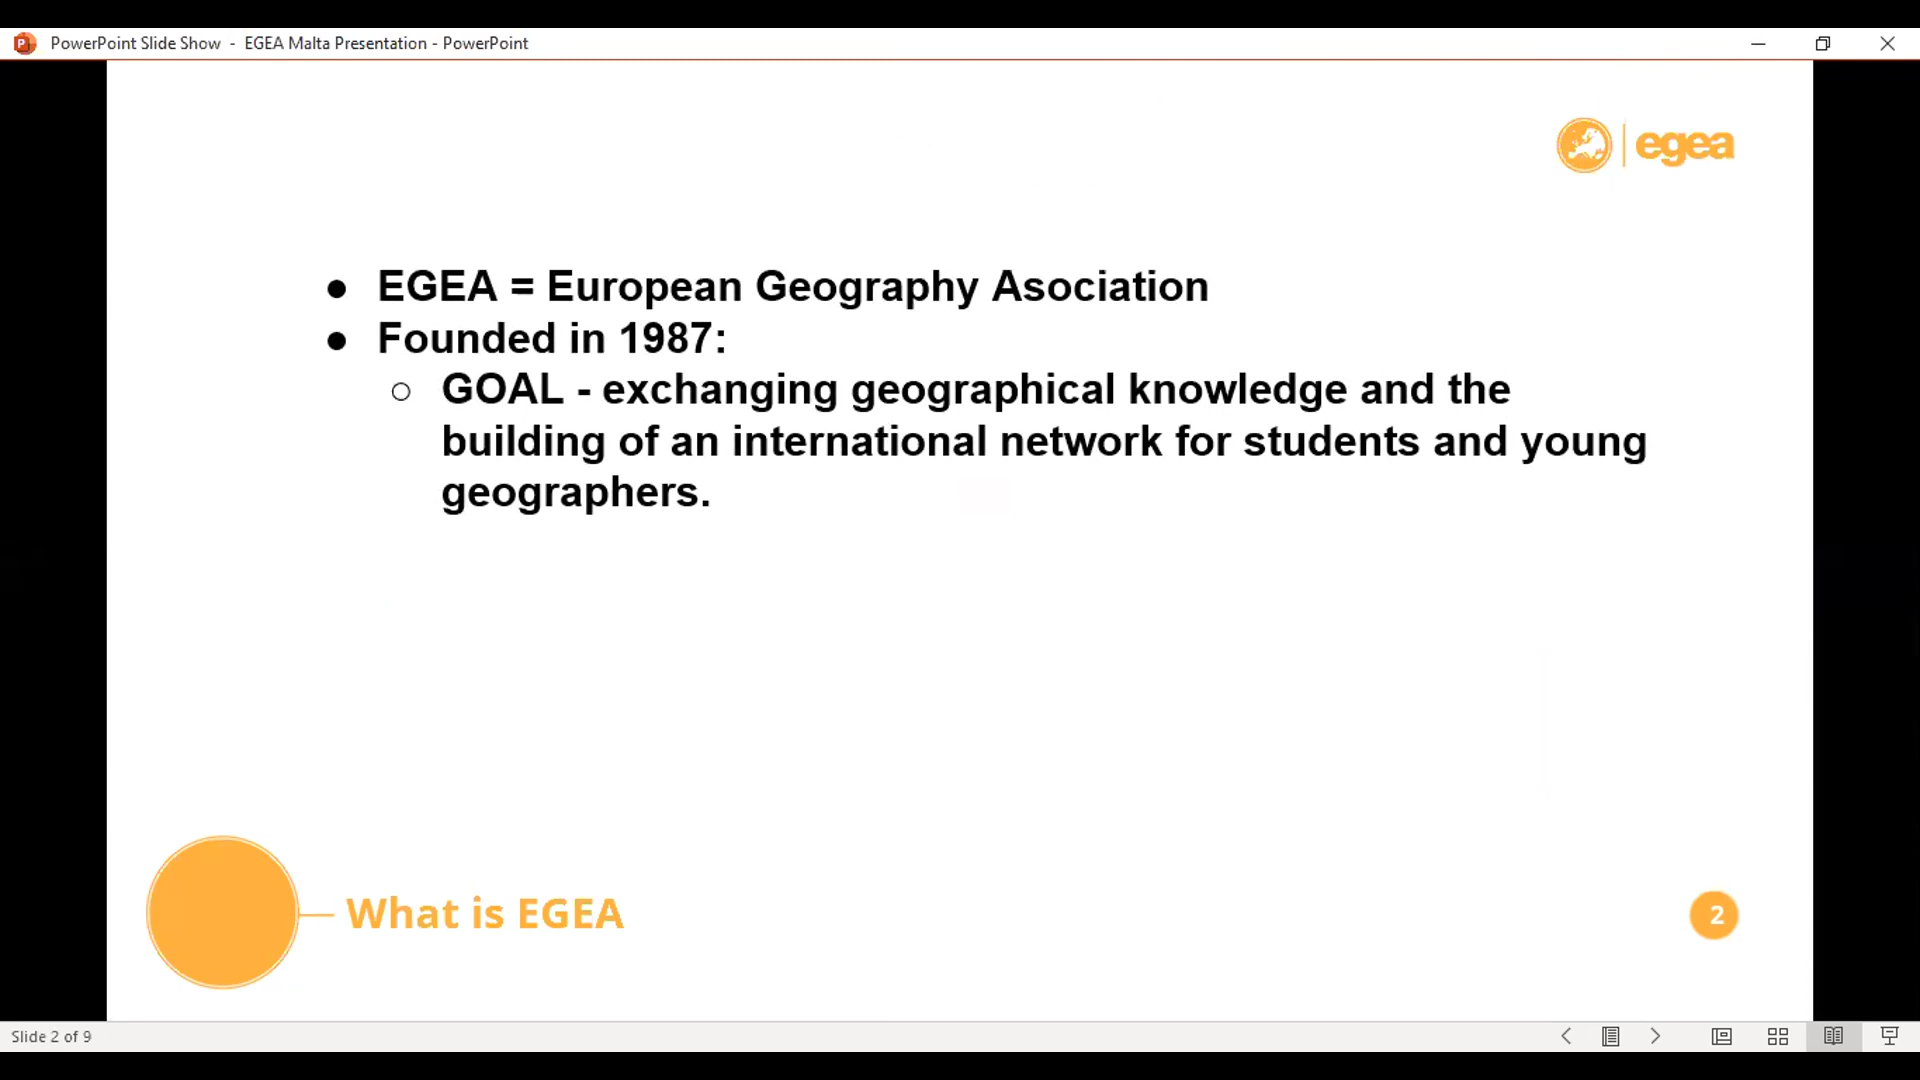 PowerPoint Slide Show - EGEA Malta Presentation - PowerPoint
egea
● EGEA = European Geography Asociation
● Founded in 1987:
○ GOAL - exchanging geographical knowledge and the
building of an international network for students and young
geographers.
What is EGEA
2
Slide 2 of 9